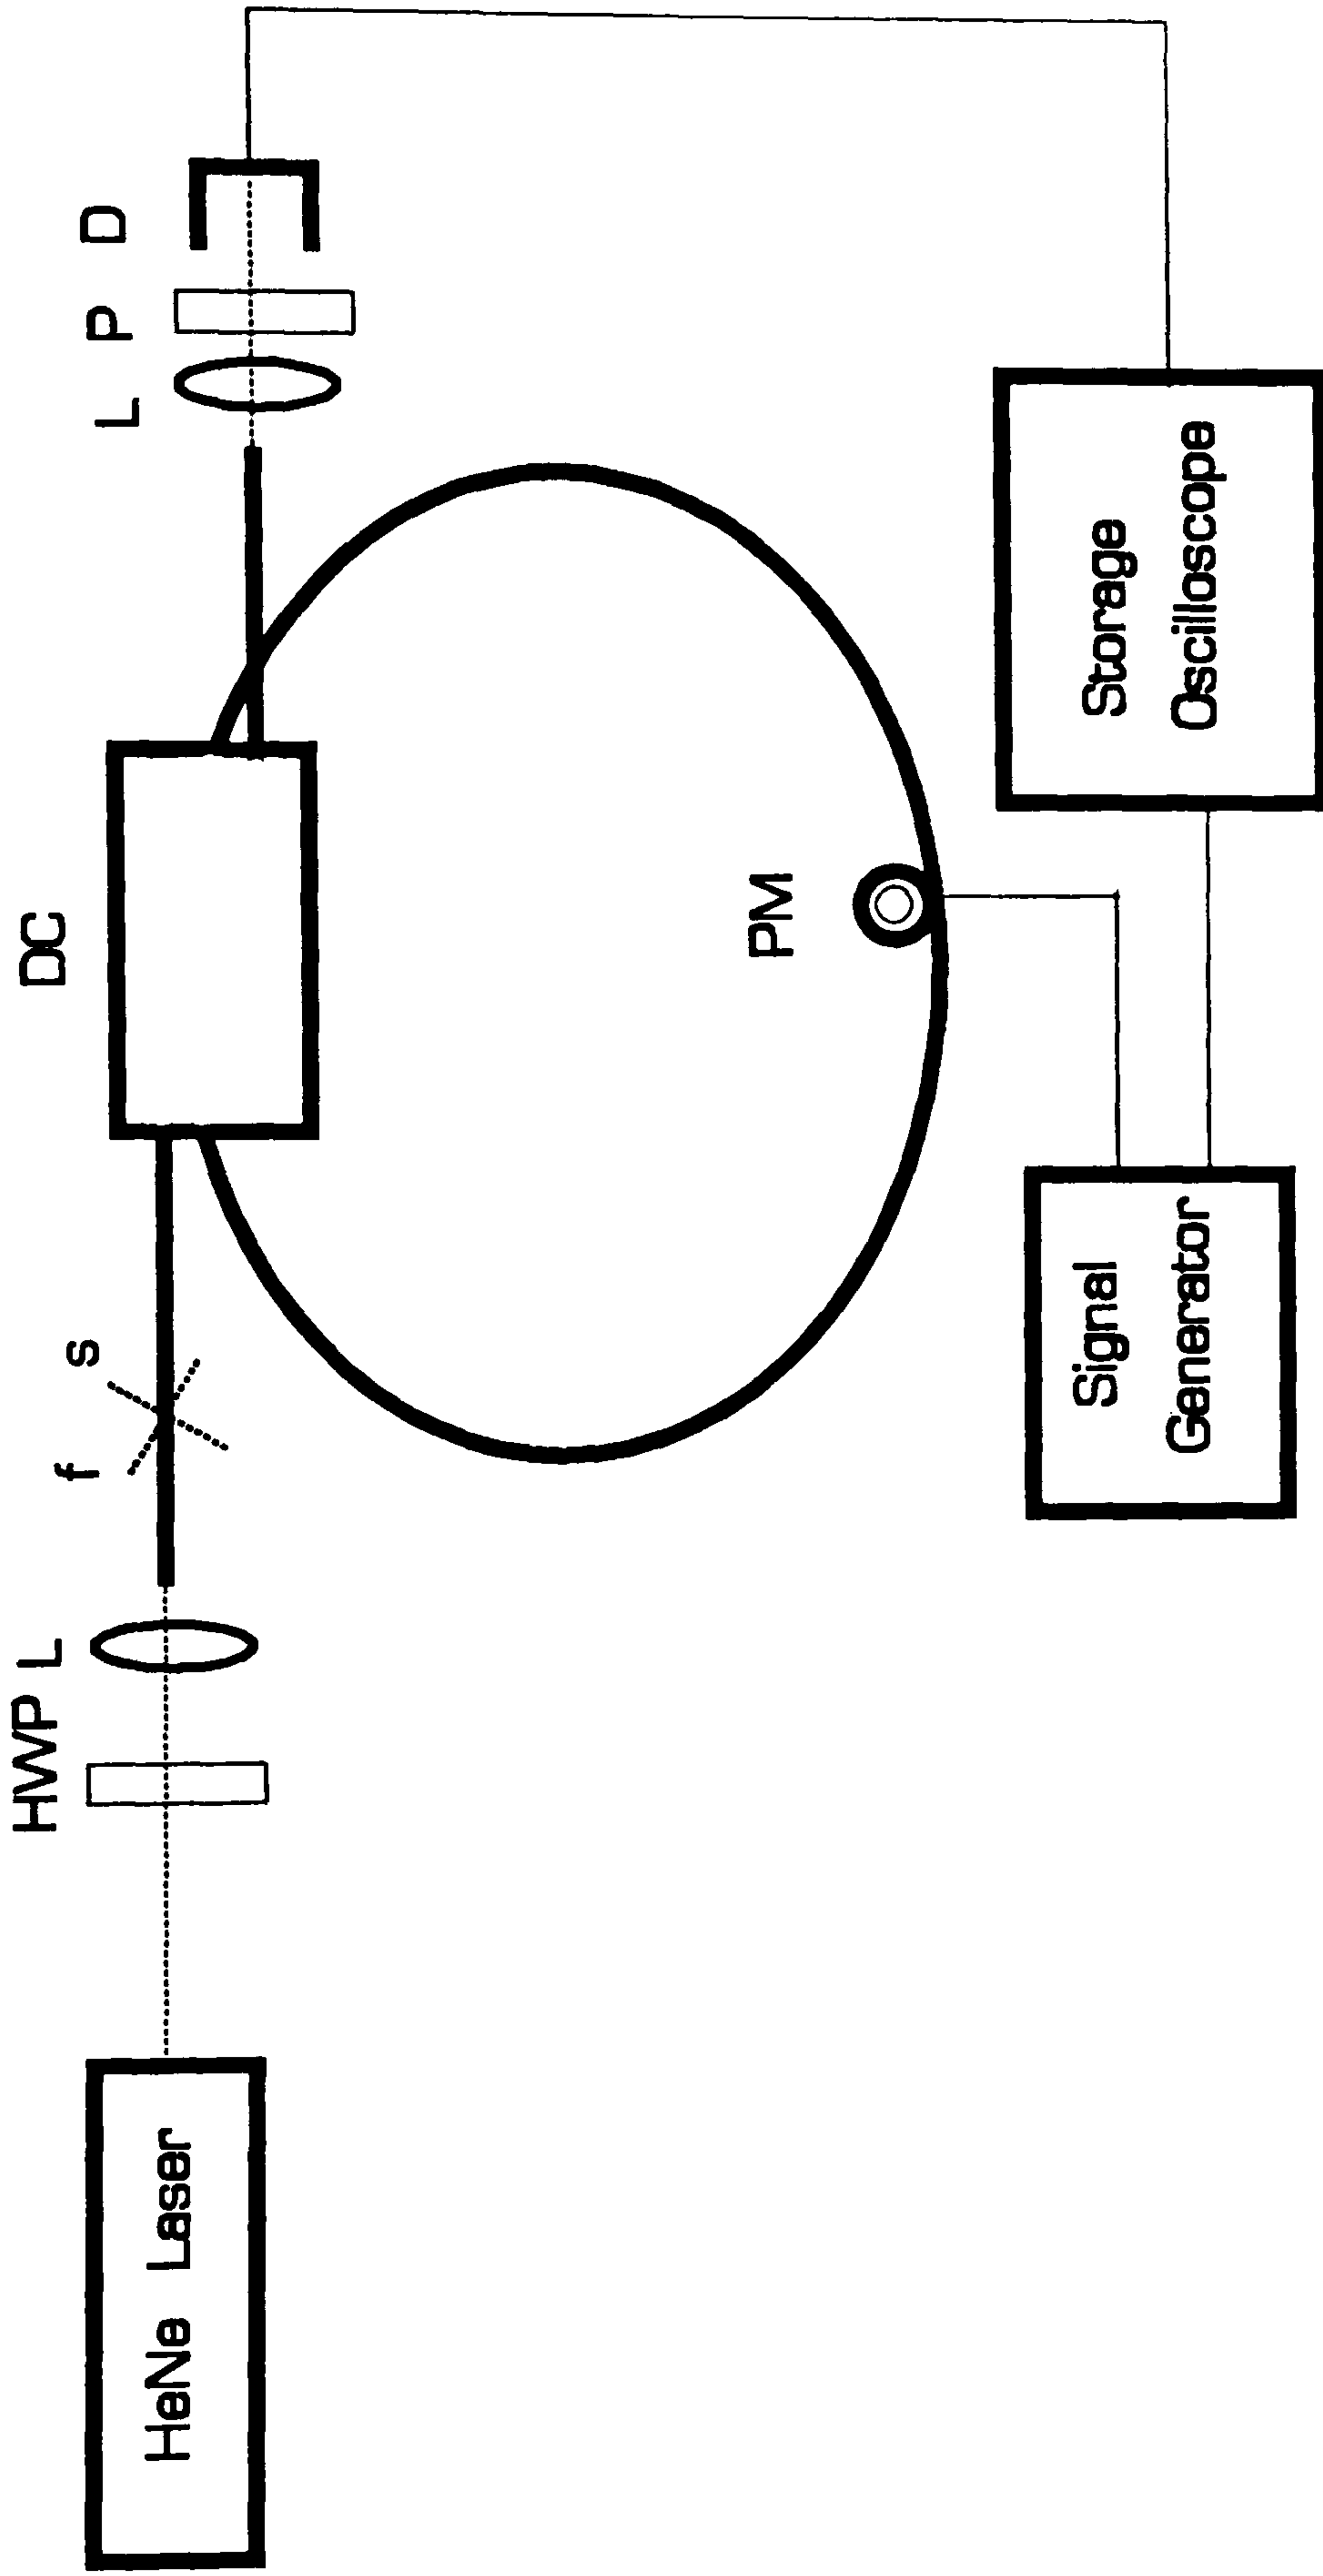 HeNe Laser
HWP
L
f
s
DC
L
P
D
PM
Signal
Generator
Storage
Oscilloscope